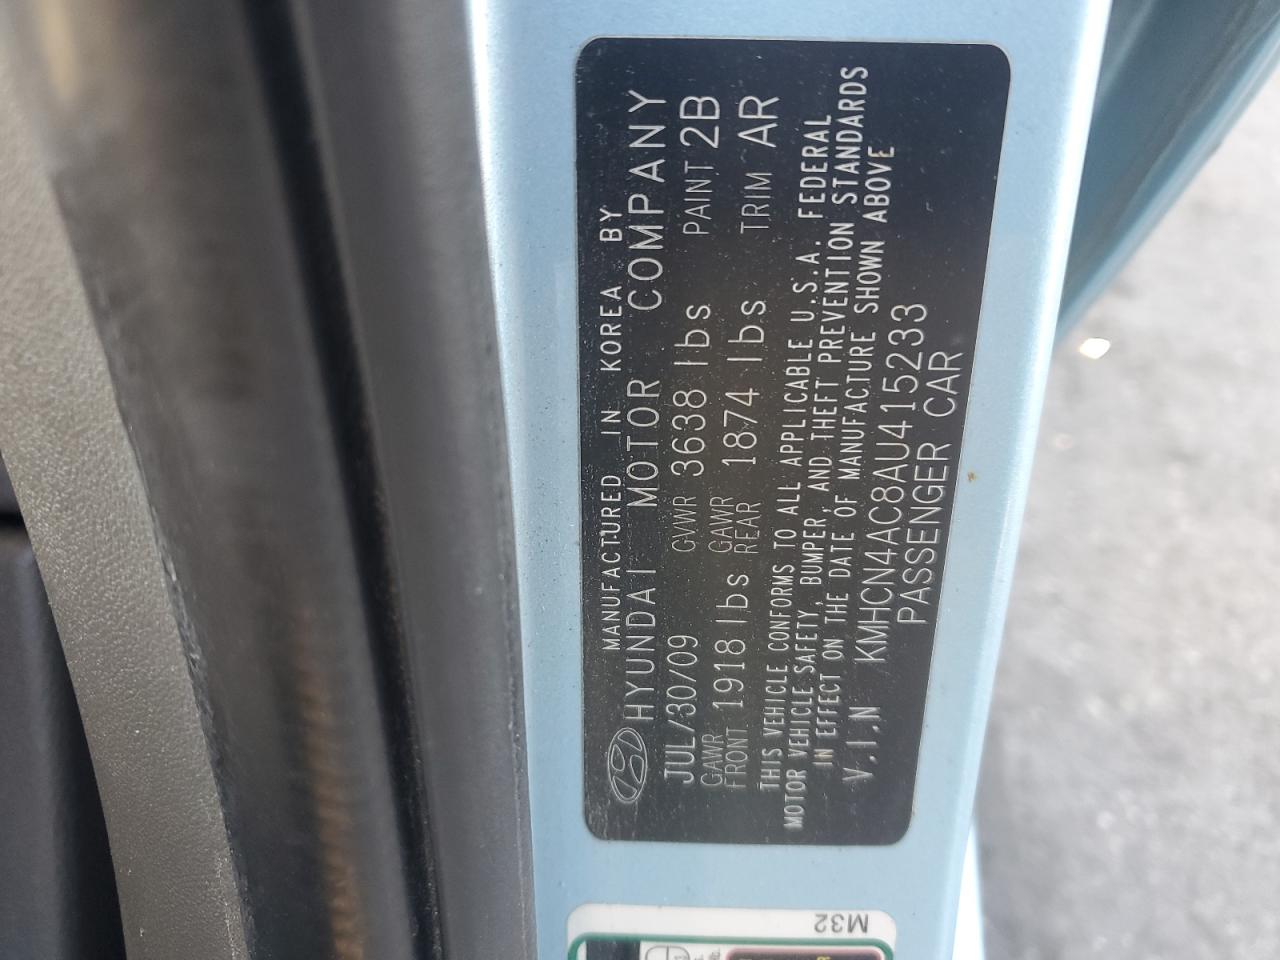 MANUFACTURED IN KOREA BY
HYUNDAI MOTOR COMPANY
JUL/30/09 GVWR 3638 lbs PAINT 2B
GAWR FRONT 1918 lbs GAWR REAR 1874 lbs TRIM AR
THIS VEHICLE CONFORMS TO ALL APPLICABLE U.S.A. FEDERAL
MOTOR VEHICLE SAFETY, BUMPER, AND THEFT PREVENTION STANDARDS
IN EFFECT ON THE DATE OF MANUFACTURE SHOWN ABOVE
V.I.N KMHCN4AC8AU415233
PASSENGER CAR
M32